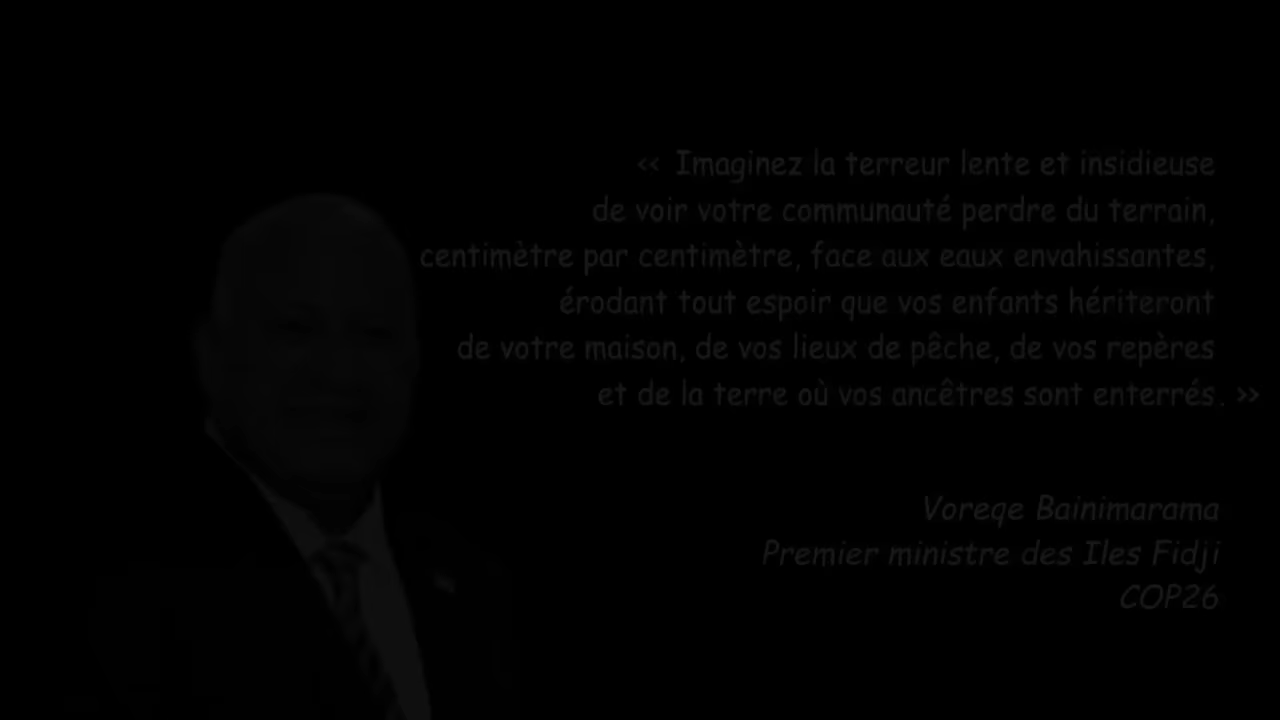 << Imaginez la terreur lente et insidieuse
de voir votre communauté perdre du terrain,
centimètre par centimètre, face aux eaux envahissantes,
érodant tout espoir que vos enfants hériteront
de votre maison, de vos lieux de pêche, de vos repères
et de la terre où vos ancêtres sont enterrés. >>
Voreqe Bainimarama
Premier ministre des Iles Fidji
COP26